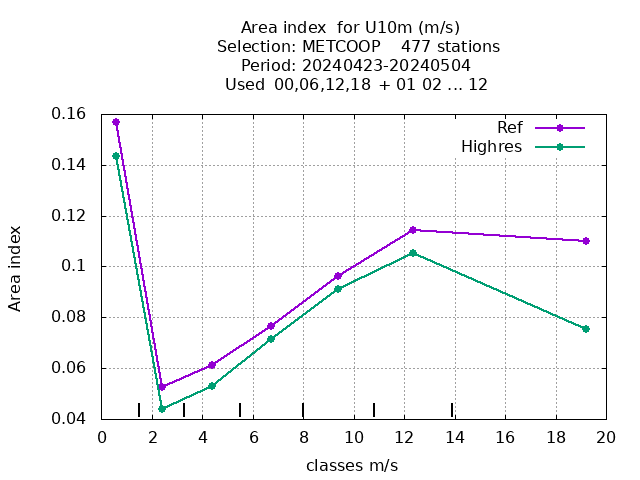 Area index  for U10m (m/s)
Selection: METCOOP    477 stations
Period: 20240423-20240504
Used  00,06,12,18 + 01 02 ... 12
0.16
Ref
Highres
0.14
0.12
0.1
0.08
0.06
0.04
Area index
0 2 4 6 8 10 12 14 16 18 20
classes m/s